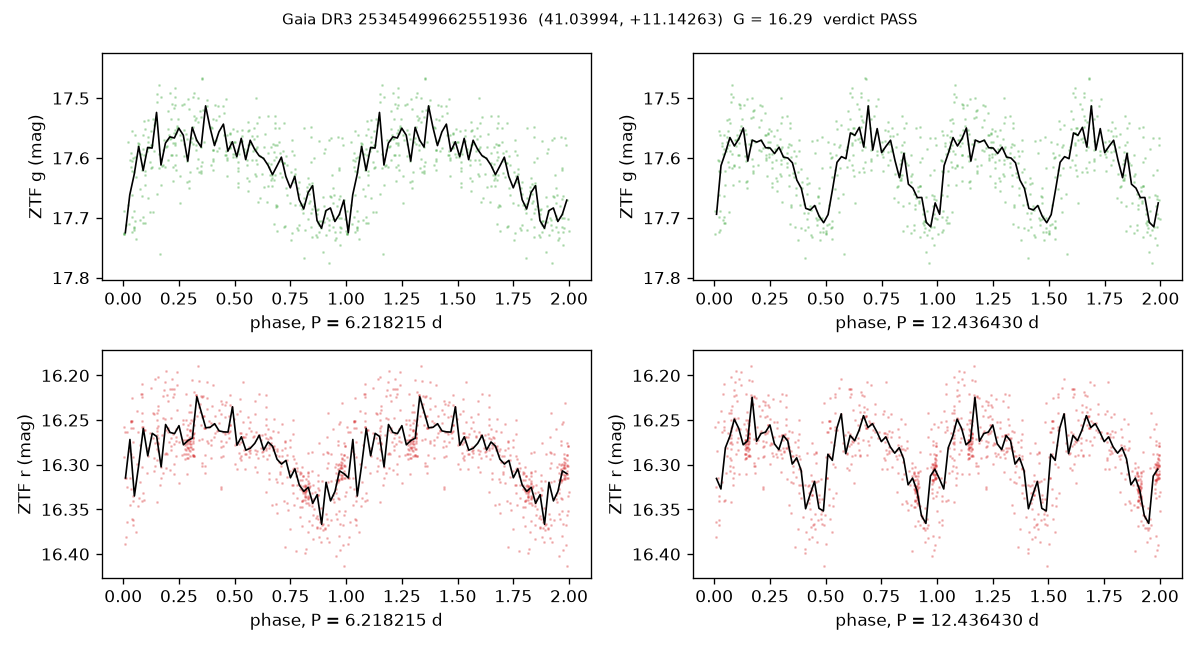 Gaia DR3 25345499662551936  (41.03994, +11.14263)  G = 16.29  verdict PASS
ZTF g (mag)
17.5
17.6
17.7
17.8
0.00 0.25 0.50 0.75 1.00 1.25 1.50 1.75 2.00
phase, P = 6.218215 d
ZTF g (mag)
17.5
17.6
17.7
17.8
0.00 0.25 0.50 0.75 1.00 1.25 1.50 1.75 2.00
phase, P = 12.436430 d
ZTF r (mag)
16.20
16.25
16.30
16.35
16.40
0.00 0.25 0.50 0.75 1.00 1.25 1.50 1.75 2.00
phase, P = 6.218215 d
ZTF r (mag)
16.20
16.25
16.30
16.35
16.40
0.00 0.25 0.50 0.75 1.00 1.25 1.50 1.75 2.00
phase, P = 12.436430 d